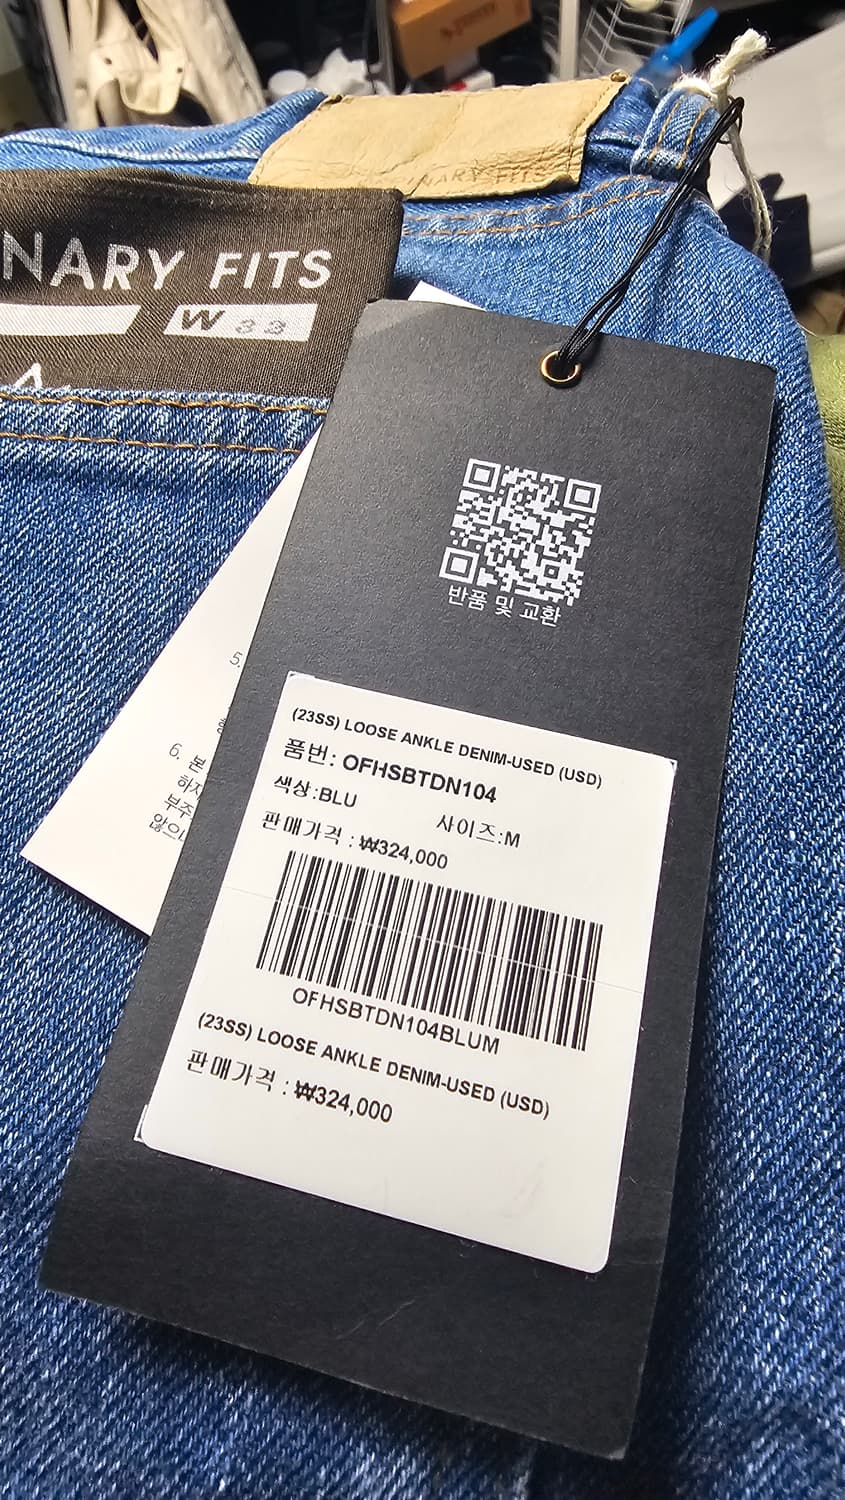 NARY FITS
W 33
NARY FITS
반품 및 교환
5.
6. 본
하자
부주
않으
(23SS) LOOSE ANKLE DENIM-USED (USD)
품번: OFHSBTDN104
색상:BLU 사이즈:M
판매가격 : ₩324,000
OFHSBTDN104BLUM
(23SS) LOOSE ANKLE DENIM-USED (USD)
판매가격 : ₩324,000